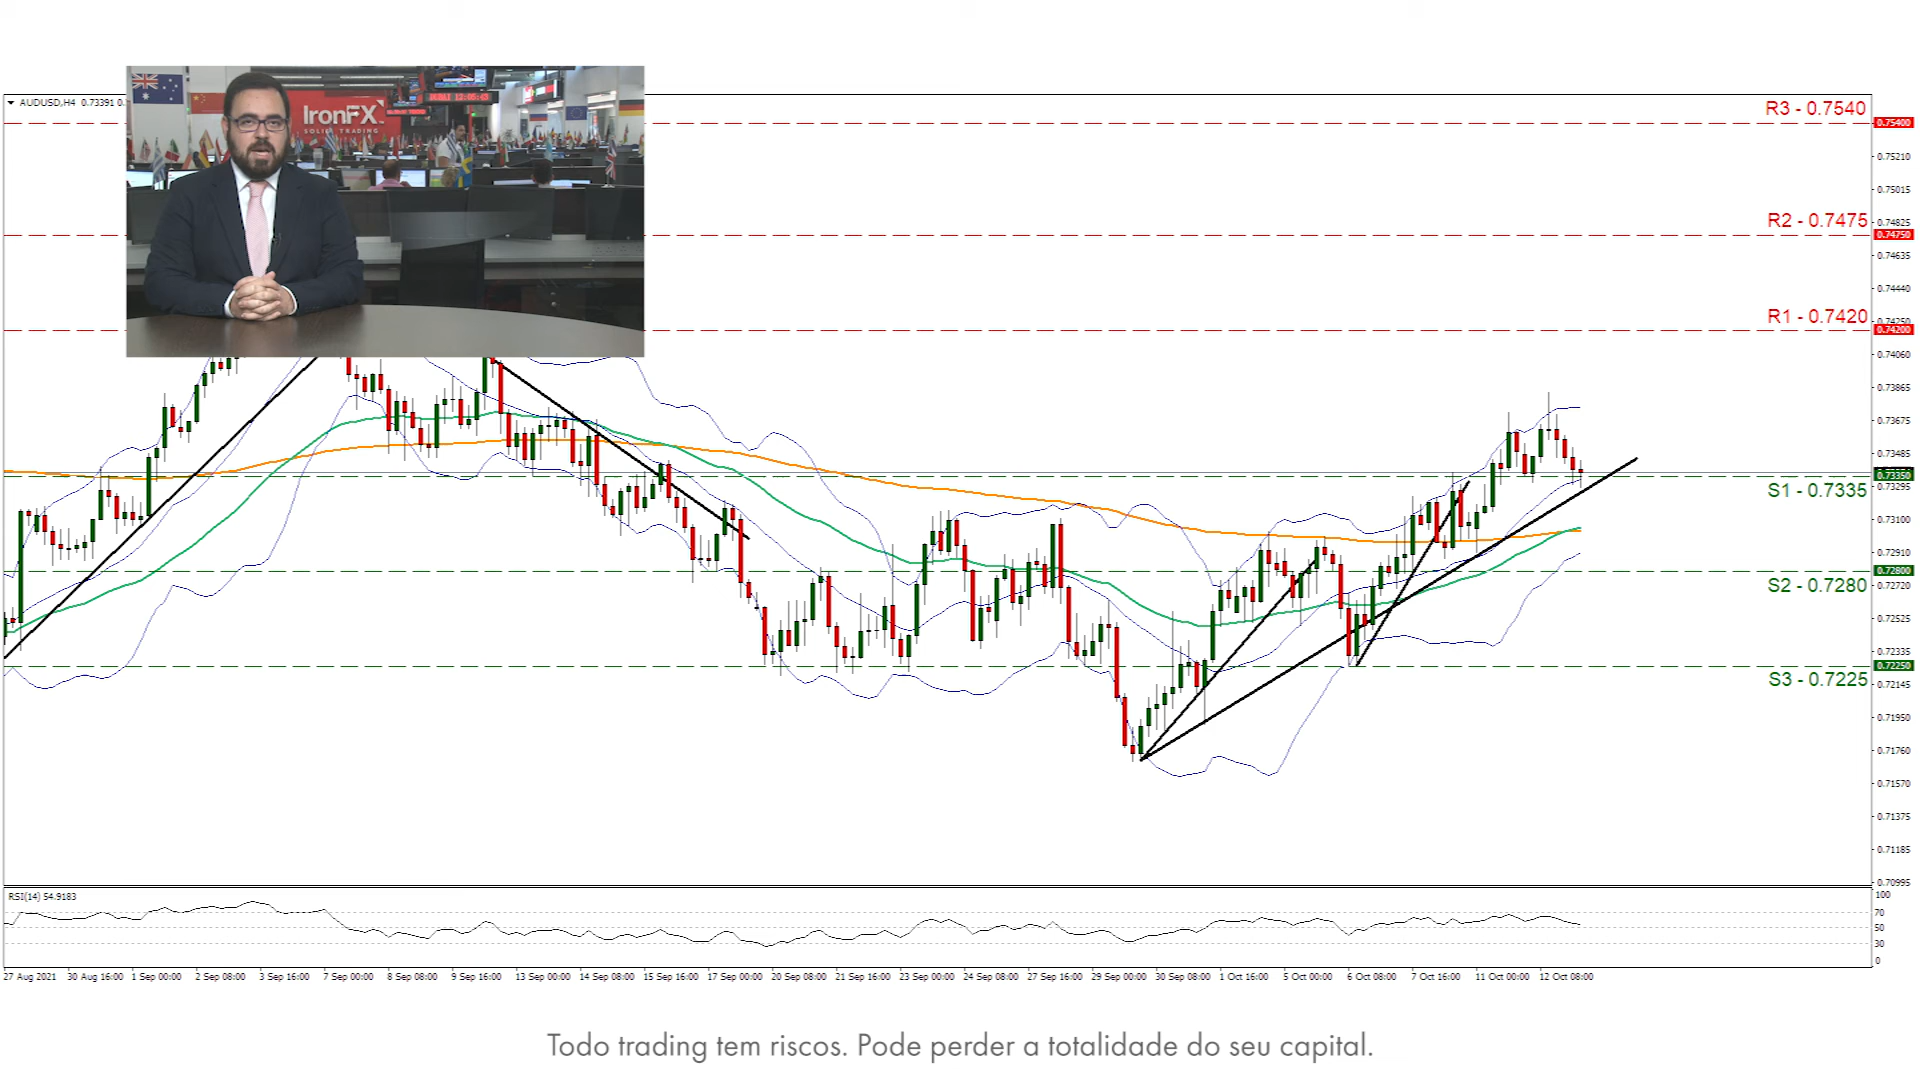 AUDUSD,H4 0.73391 0.
IronFX
SOLID TRADING
R3 - 0.7540
0.75400
0.75210
0.75015
R2 - 0.7475
0.74825
0.74750
0.74635
0.74440
R1 - 0.7420
0.74250
0.74200
0.74060
0.73865
0.73675
0.73485
0.73350
0.73295
S1 - 0.7335
0.73100
0.72910
0.72800
0.72720
S2 - 0.7280
0.72525
0.72335
0.72250
S3 - 0.7225
0.72145
0.71950
0.71760
0.71570
0.71375
0.71185
0.70995
RSI(14) 54.9183
100
70
50
30
0
27 Aug 2021 30 Aug 16:00 1 Sep 00:00 2 Sep 08:00 3 Sep 16:00 7 Sep 00:00 8 Sep 08:00 9 Sep 16:00 13 Sep 00:00 14 Sep 08:00 15 Sep 16:00 17 Sep 00:00 20 Sep 08:00 21 Sep 16:00 23 Sep 00:00 24 Sep 08:00 27 Sep 16:00 29 Sep 00:00 30 Sep 08:00 1 Oct 16:00 5 Oct 00:00 6 Oct 08:00 7 Oct 16:00 11 Oct 00:00 12 Oct 08:00
Todo trading tem riscos. Pode perder a totalidade do seu capital.